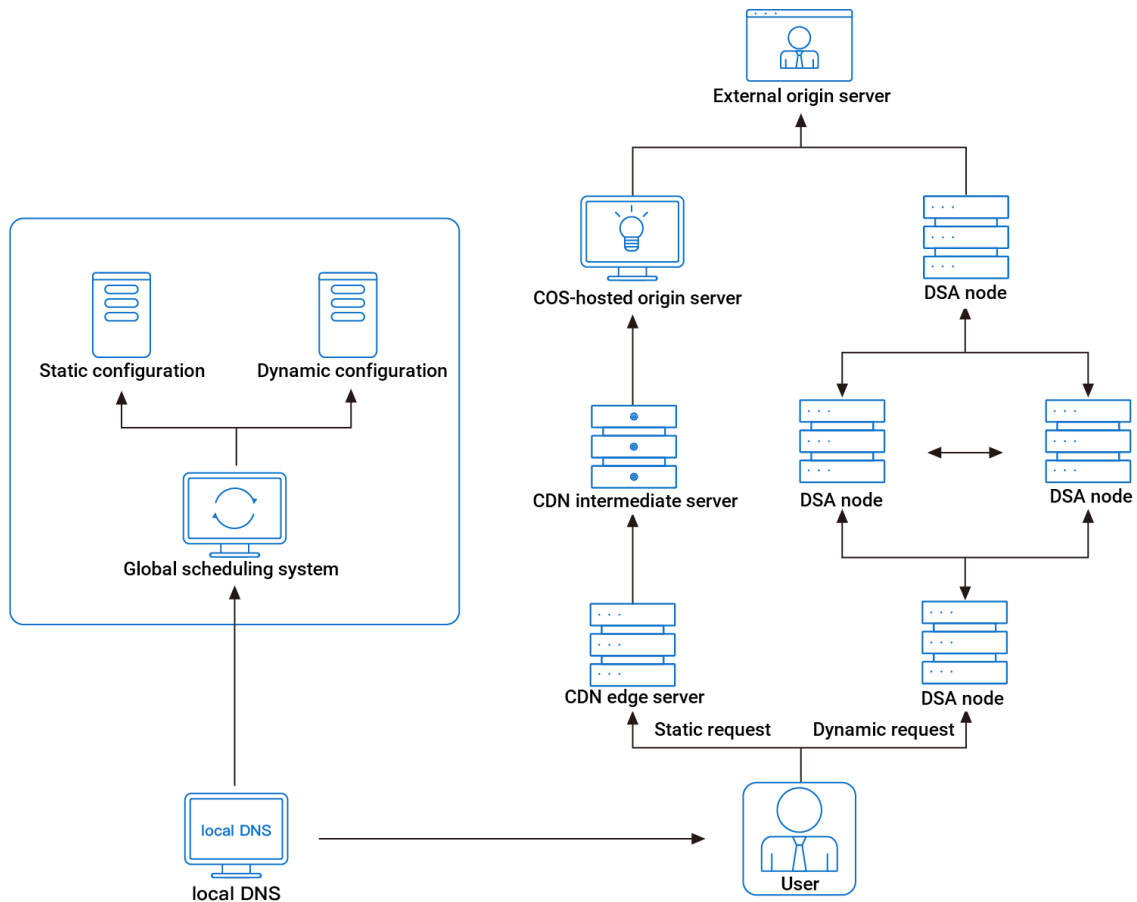 External origin server
COS-hosted origin server
DSA node
Static configuration
Dynamic configuration
CDN intermediate server
DSA node
DSA node
Global scheduling system
CDN edge server
DSA node
Static request
Dynamic request
local DNS
local DNS
User